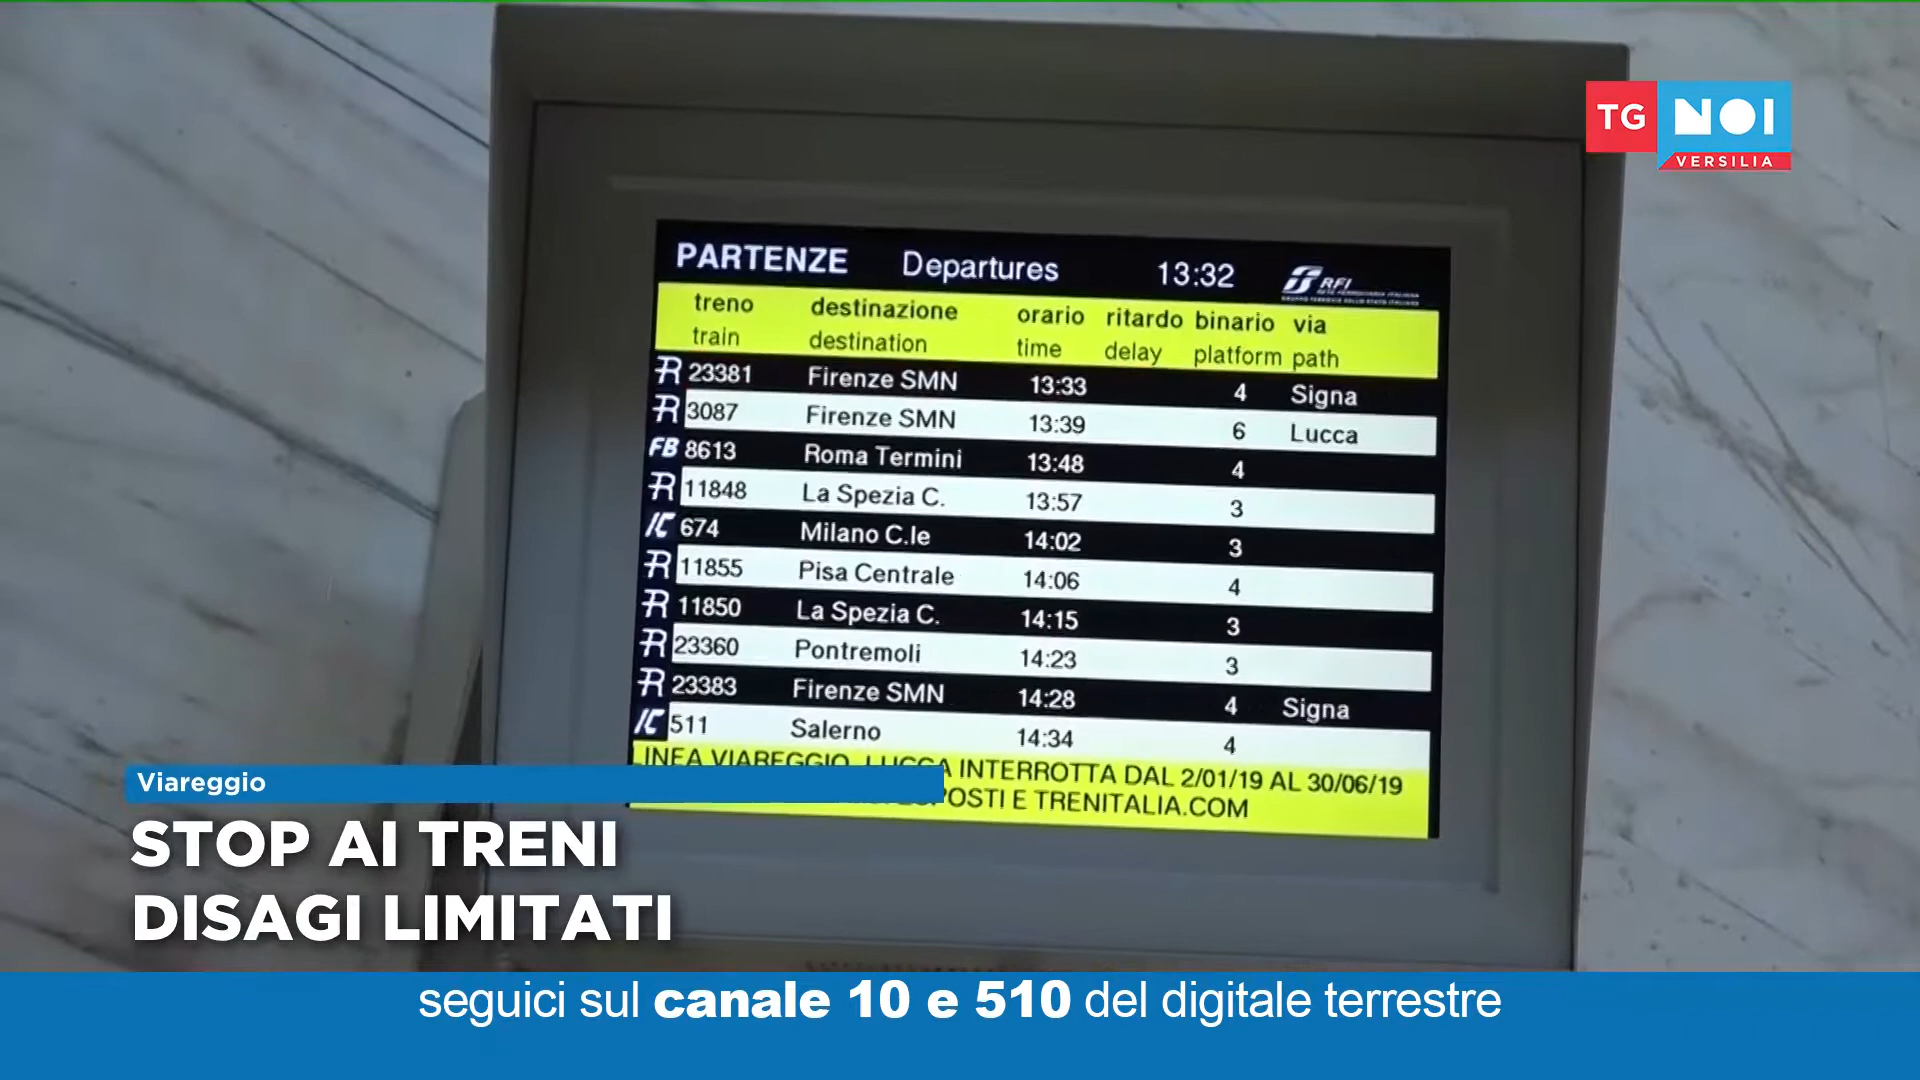 TG NOI
VERSILIA
PARTENZE Departures 13:32 RFI
treno destinazione orario ritardo binario via
train destination time delay platform path
R 23381 Firenze SMN 13:33 4 Signa
R 3087 Firenze SMN 13:39 6 Lucca
FB 8613 Roma Termini 13:48 4
R 11848 La Spezia C. 13:57 3
IC 674 Milano C.le 14:02 3
R 11855 Pisa Centrale 14:06 4
R 11850 La Spezia C. 14:15 3
R 23360 Pontremoli 14:23 3
R 23383 Firenze SMN 14:28 4 Signa
IC 511 Salerno 14:34 4
VIAREGGIO LUCCA INTERROTTA DAL 2/01/19 AL 30/06/19
E TRENITALIA.COM
Viareggio
STOP AI TRENI
DISAGI LIMITATI
seguici sul canale 10 e 510 del digitale terrestre